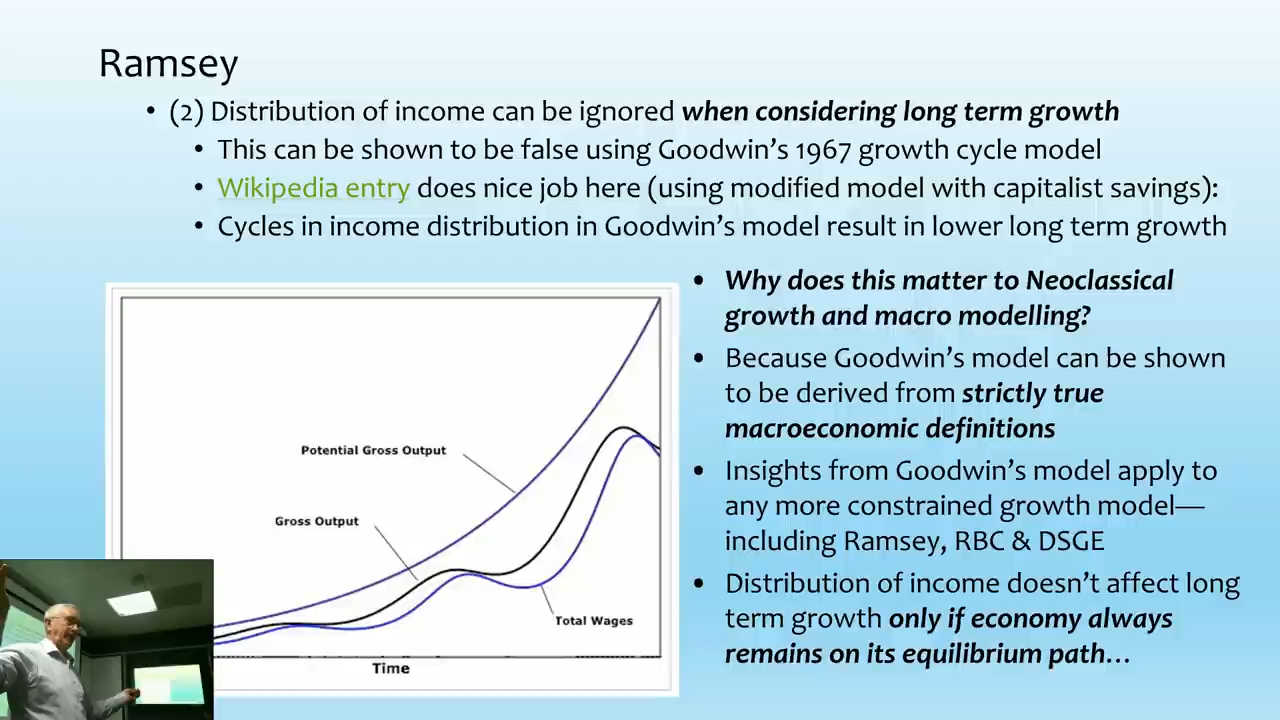 Ramsey
• (2) Distribution of income can be ignored when considering long term growth
• This can be shown to be false using Goodwin's 1967 growth cycle model
• Wikipedia entry does nice job here (using modified model with capitalist savings):
• Cycles in income distribution in Goodwin's model result in lower long term growth
• Why does this matter to Neoclassical
growth and macro modelling?
• Because Goodwin's model can be shown
to be derived from strictly true
macroeconomic definitions
• Insights from Goodwin's model apply to
any more constrained growth model—
including Ramsey, RBC & DSGE
• Distribution of income doesn't affect long
term growth only if economy always
remains on its equilibrium path...
Potential Gross Output
Gross Output
Total Wages
Time